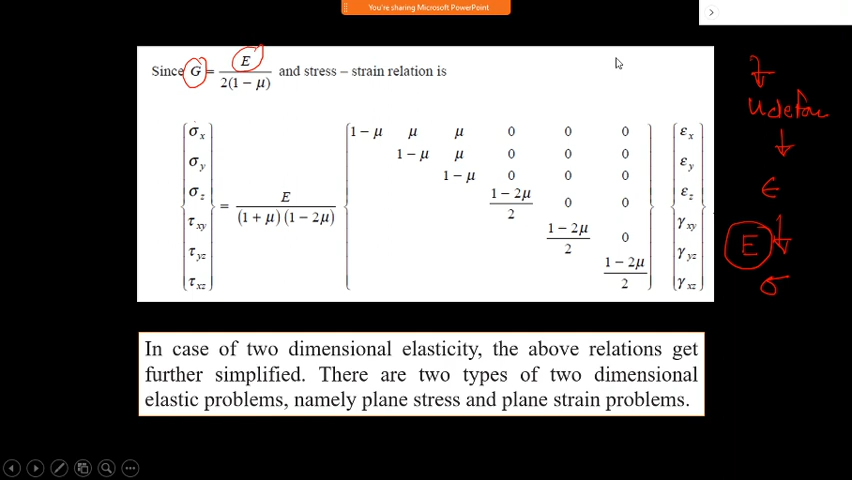 You're sharing Microsoft PowerPoint
Since G = E / 2(1 − μ) and stress – strain relation is
{σx σy σz τxy τyz τxz} = E / (1 + μ)(1 − 2μ) [
1 − μ μ μ 0 0 0
1 − μ μ 0 0 0
1 − μ 0 0 0
(1 − 2μ)/2 0 0
(1 − 2μ)/2 0
(1 − 2μ)/2
] {εx εy εz γxy γyz γxz}
In case of two dimensional elasticity, the above relations get
further simplified. There are two types of two dimensional
elastic problems, namely plane stress and plane strain problems.
ϵ
E
σ